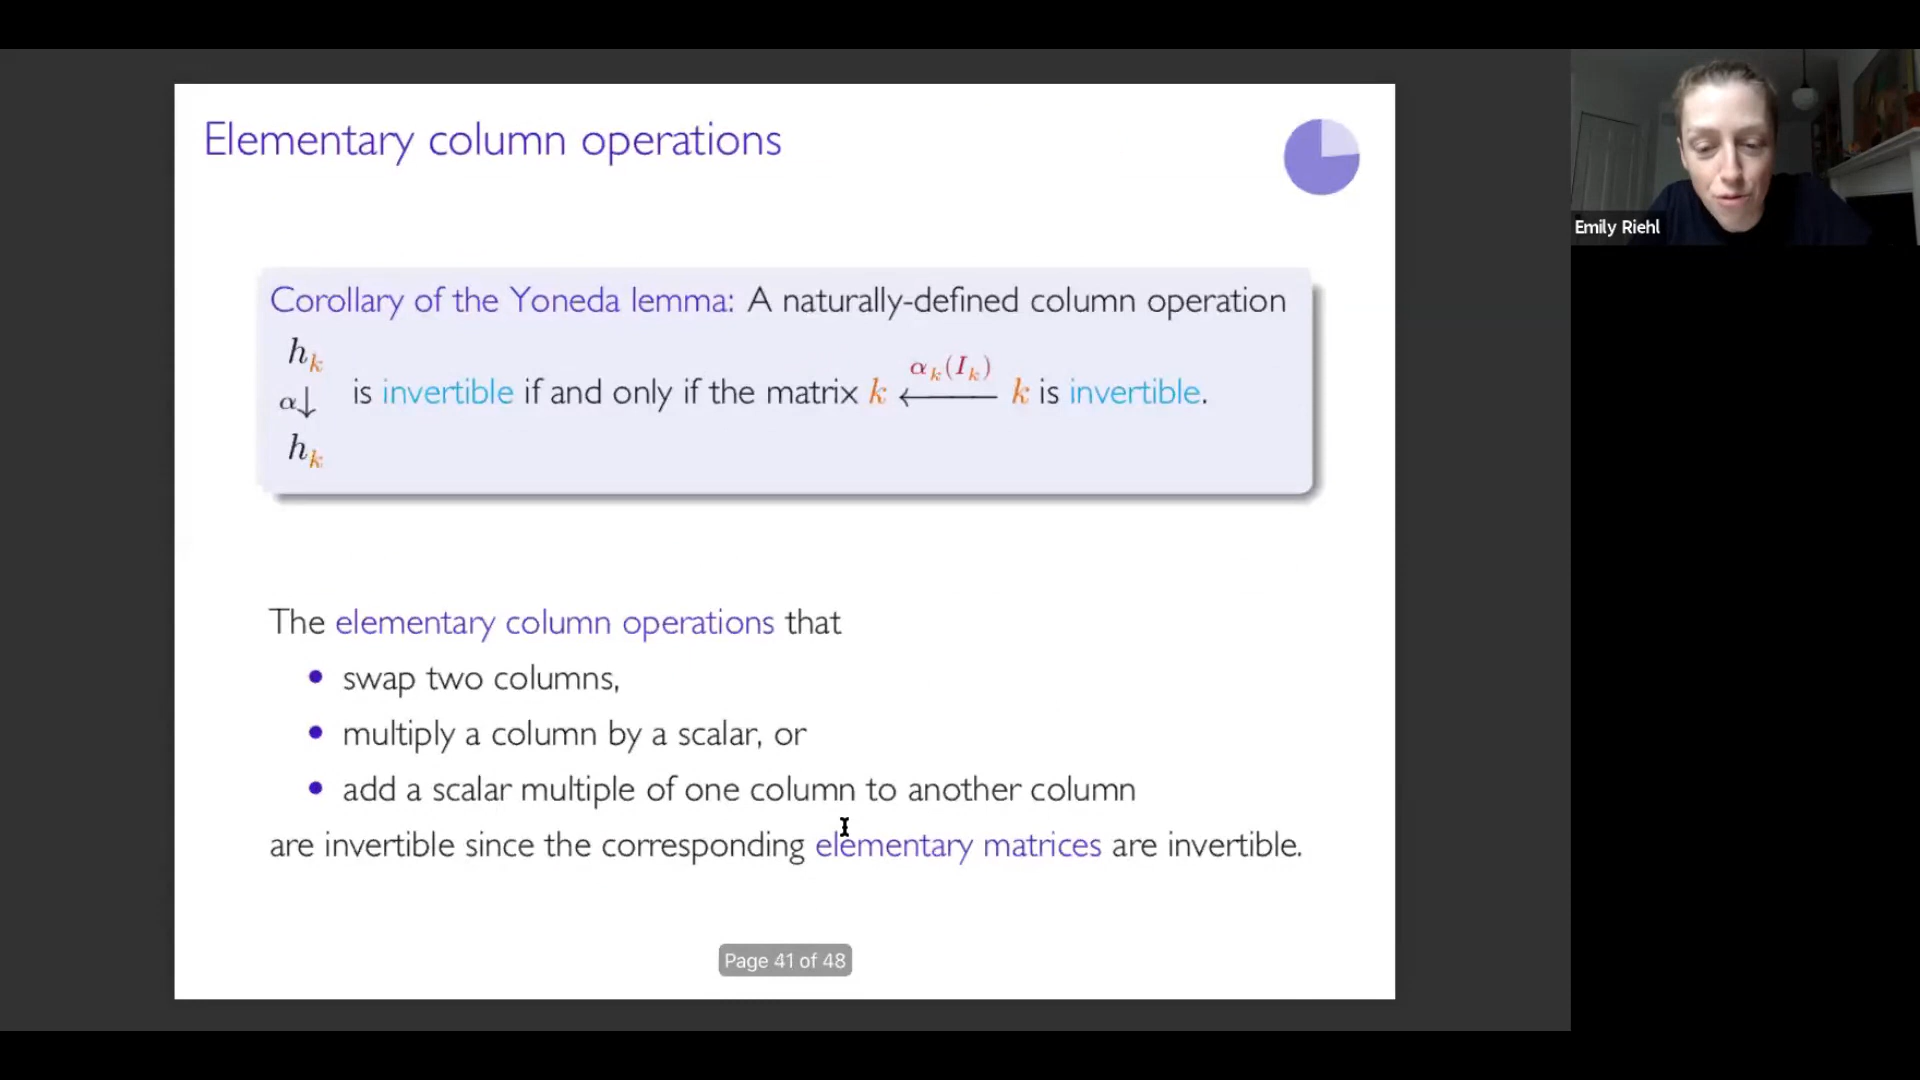 Elementary column operations
Emily Riehl
Corollary of the Yoneda lemma: A naturally-defined column operation
h_k
α↓ is invertible if and only if the matrix k ←α_k(I_k) k is invertible.
h_k
The elementary column operations that
• swap two columns,
• multiply a column by a scalar, or
• add a scalar multiple of one column to another column
are invertible since the corresponding elementary matrices are invertible.
Page 41 of 48